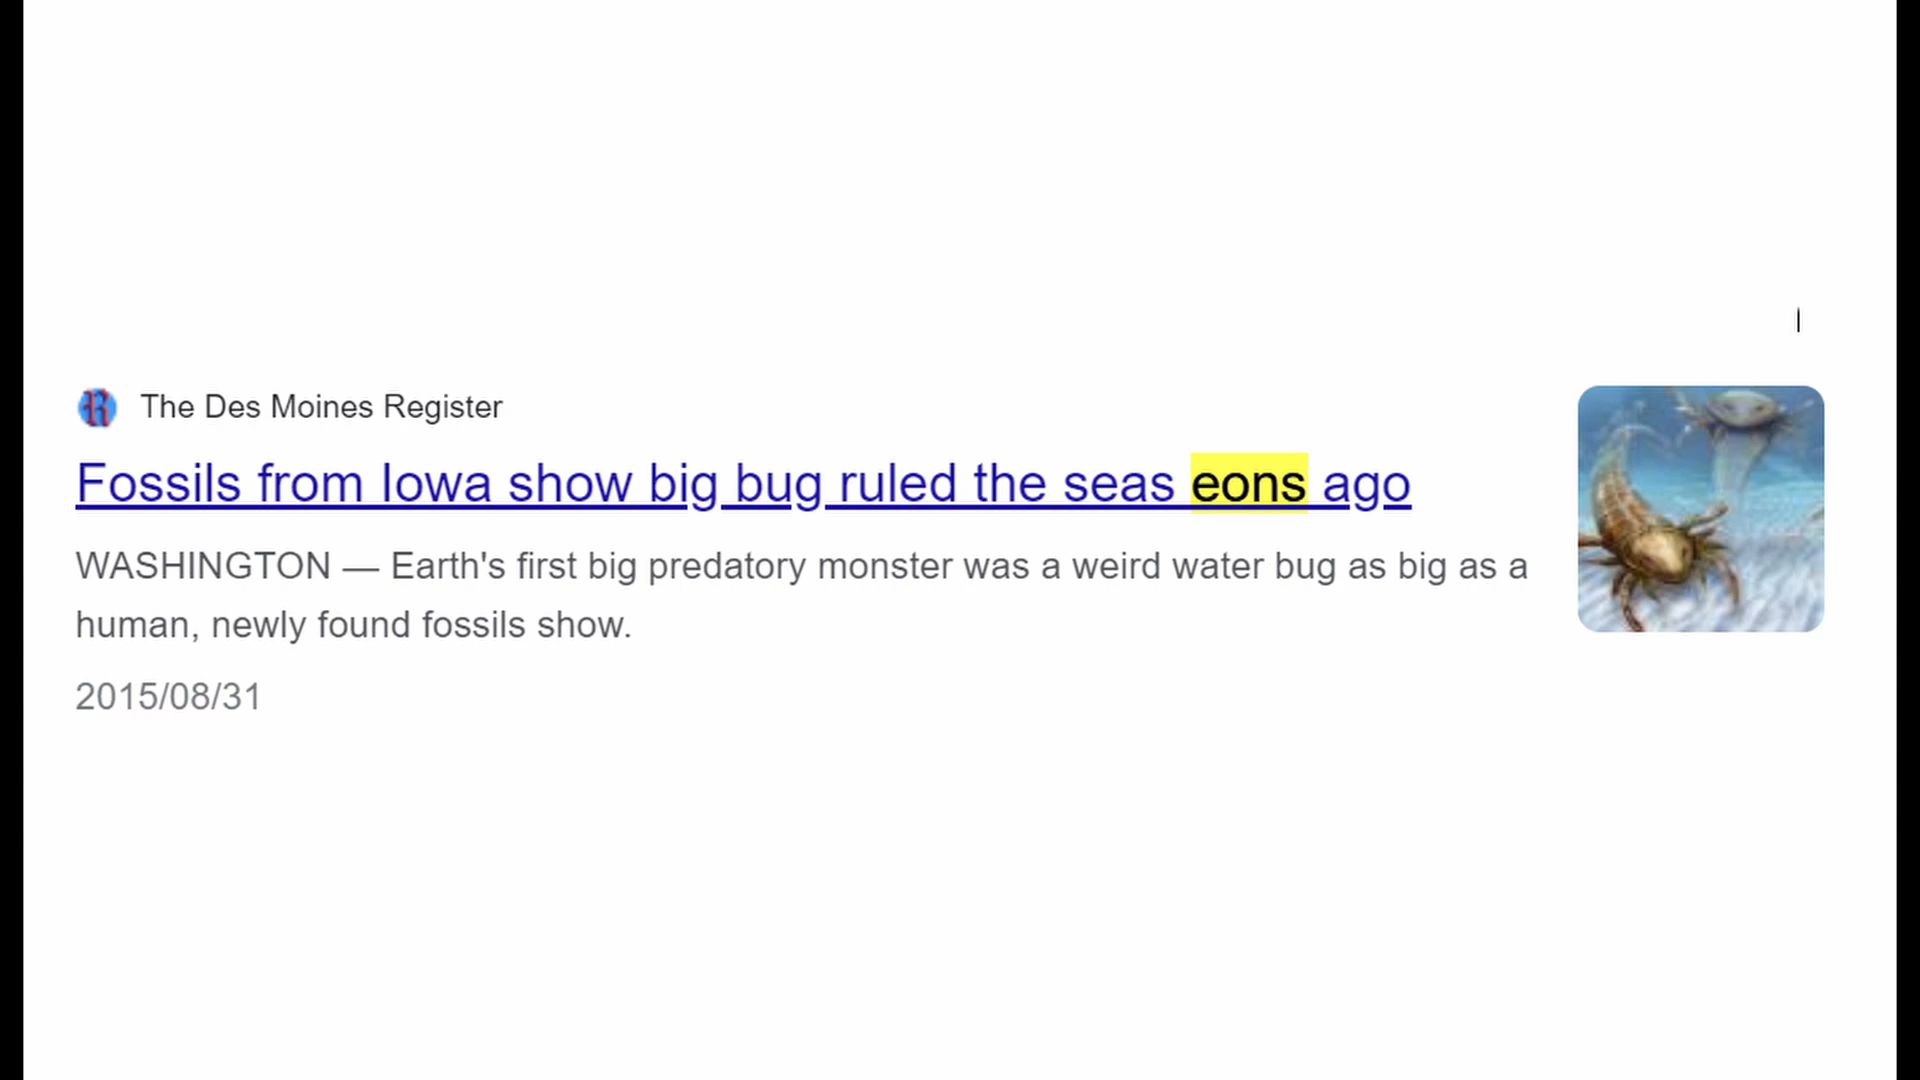 The Des Moines Register
Fossils from Iowa show big bug ruled the seas eons ago
WASHINGTON — Earth's first big predatory monster was a weird water bug as big as a
human, newly found fossils show.
2015/08/31